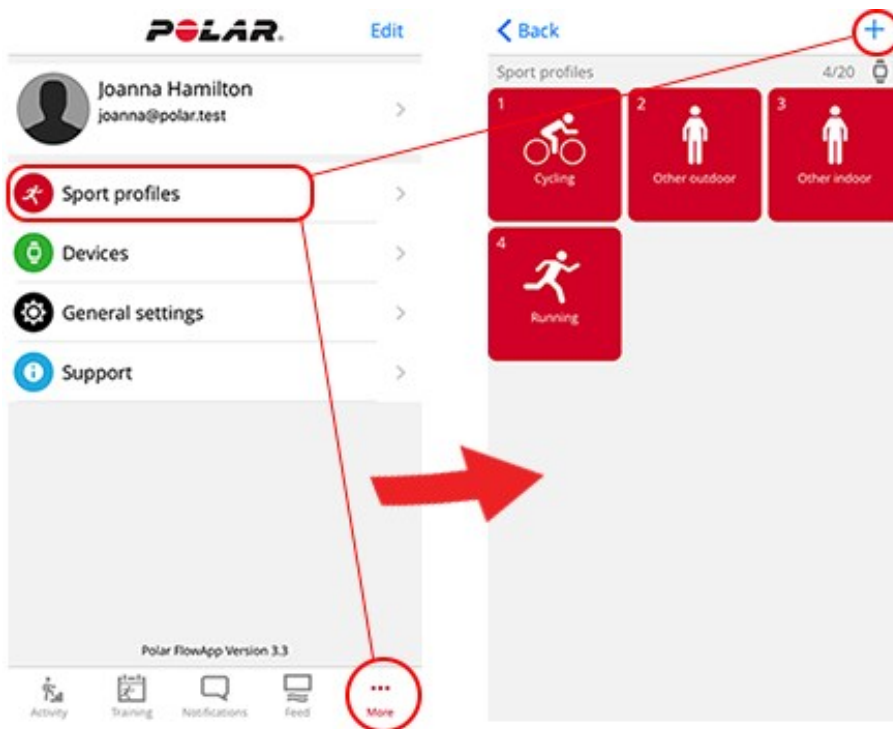 POLAR.
Edit
Joanna Hamilton
joanna@polar.test
Sport profiles
Devices
General settings
Support
Polar FlowApp Version 3.3
Activity
Training
Notifications
Feed
More
Back
Sport profiles
4/20
1
Cycling
2
Other outdoor
3
Other indoor
4
Running